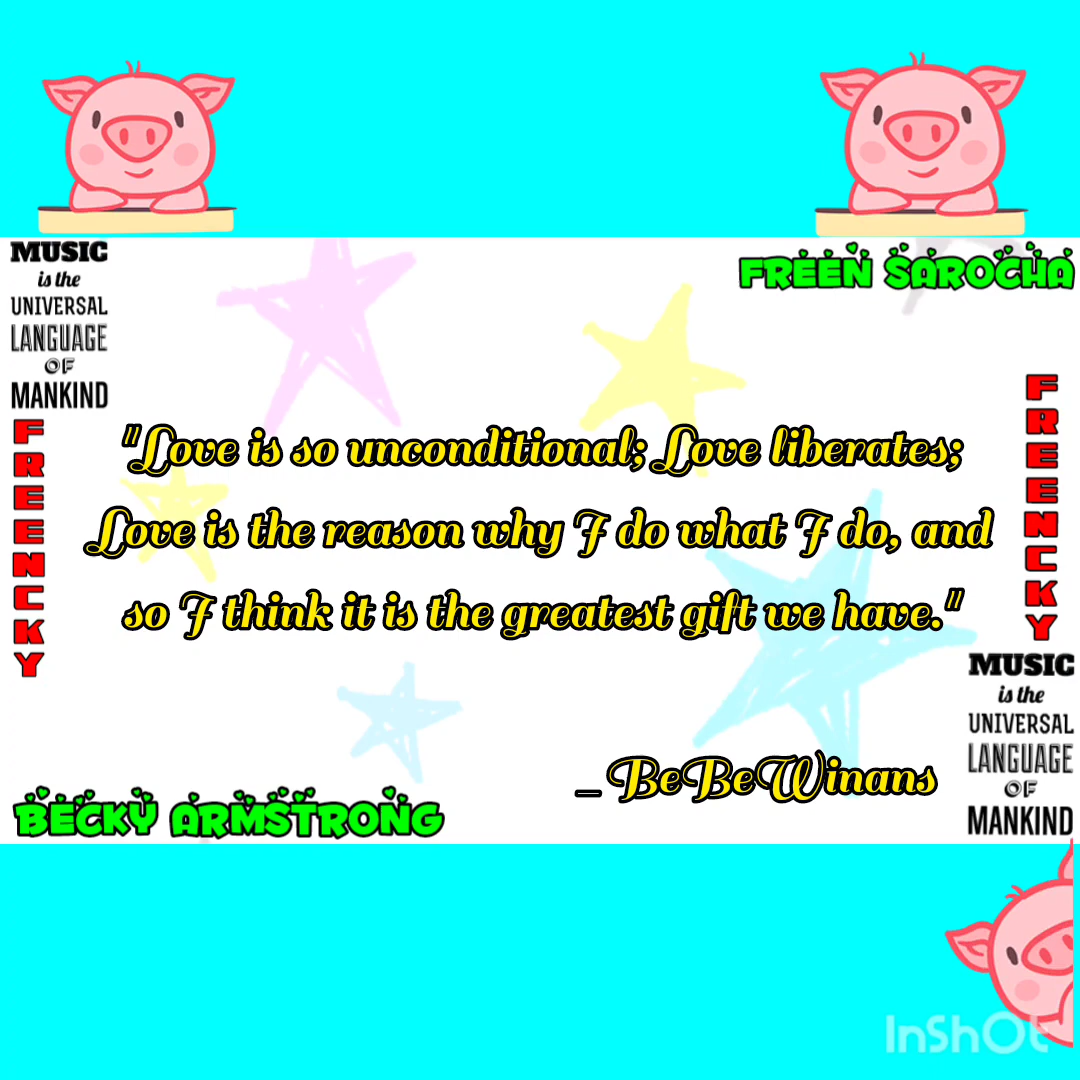 MUSIC
is the
UNIVERSAL
LANGUAGE
OF
MANKIND
FREENCKY
FREEN SAROCHA
FREENCKY
"Love is so unconditional; Love liberates;
Love is the reason why I do what I do, and
so I think it is the greatest gift we have."
_BeBeWinans
MUSIC
is the
UNIVERSAL
LANGUAGE
OF
MANKIND
BECKY ARMSTRONG
InShOt